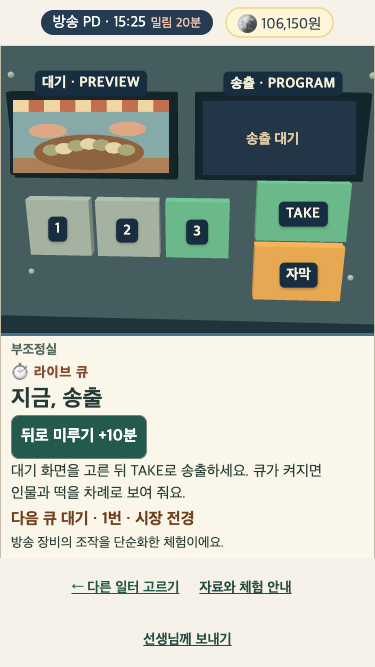 방송 PD · 15:25 밀림 20분
106,150원
대기 · PREVIEW
송출 · PROGRAM
송출 대기
TAKE
1
2
3
자막
부조정실
라이브 큐
지금, 송출
뒤로 미루기 +10분
대기 화면을 고른 뒤 TAKE로 송출하세요. 큐가 켜지면
인물과 떡을 차례로 보여 줘요.
다음 큐 대기 · 1번 · 시장 전경
방송 장비의 조작을 단순화한 체험이에요.
← 다른 일터 고르기
자료와 체험 안내
선생님께 보내기